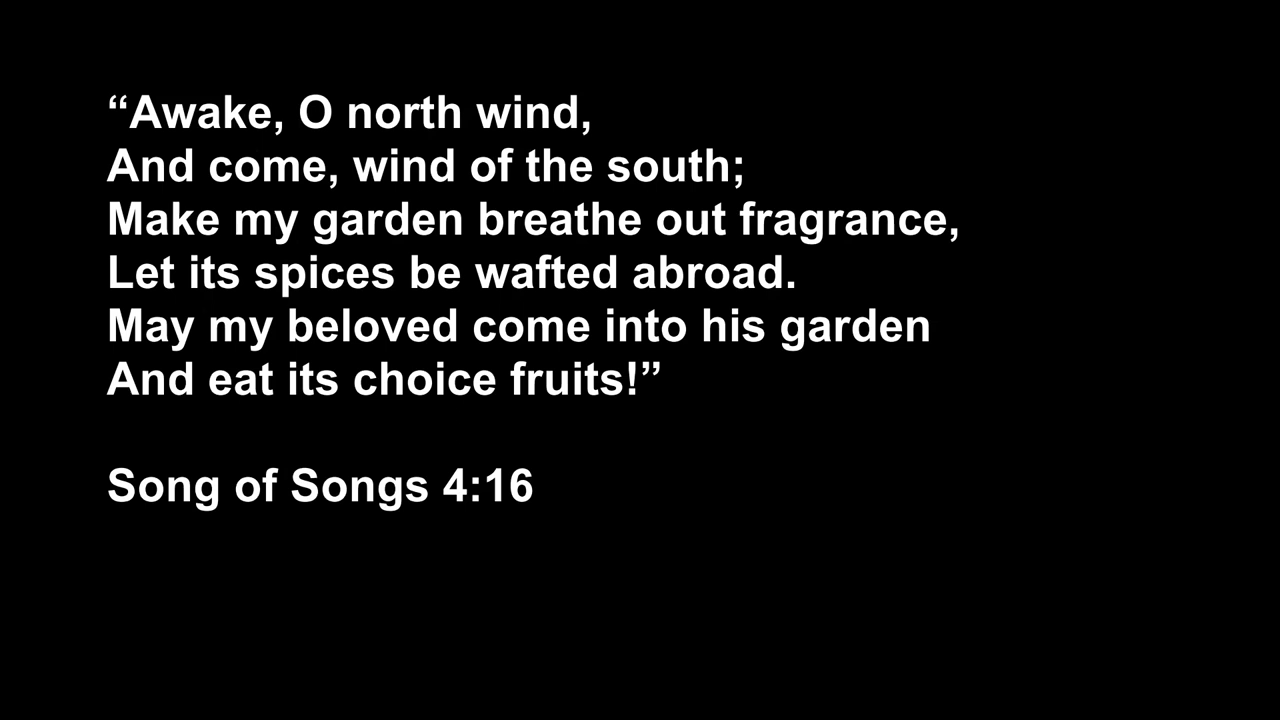 “Awake, O north wind,
And come, wind of the south;
Make my garden breathe out fragrance,
Let its spices be wafted abroad.
May my beloved come into his garden
And eat its choice fruits!”
Song of Songs 4:16